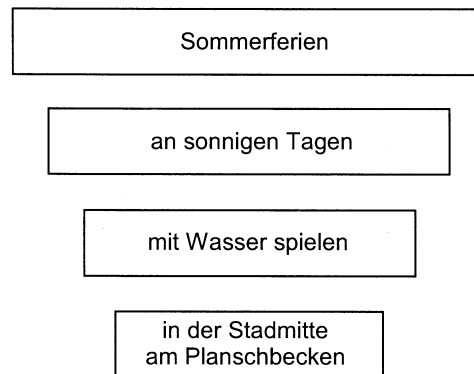 Sommerferien
an sonnigen Tagen
mit Wasser spielen
in der Stadmitte
am Planschbecken